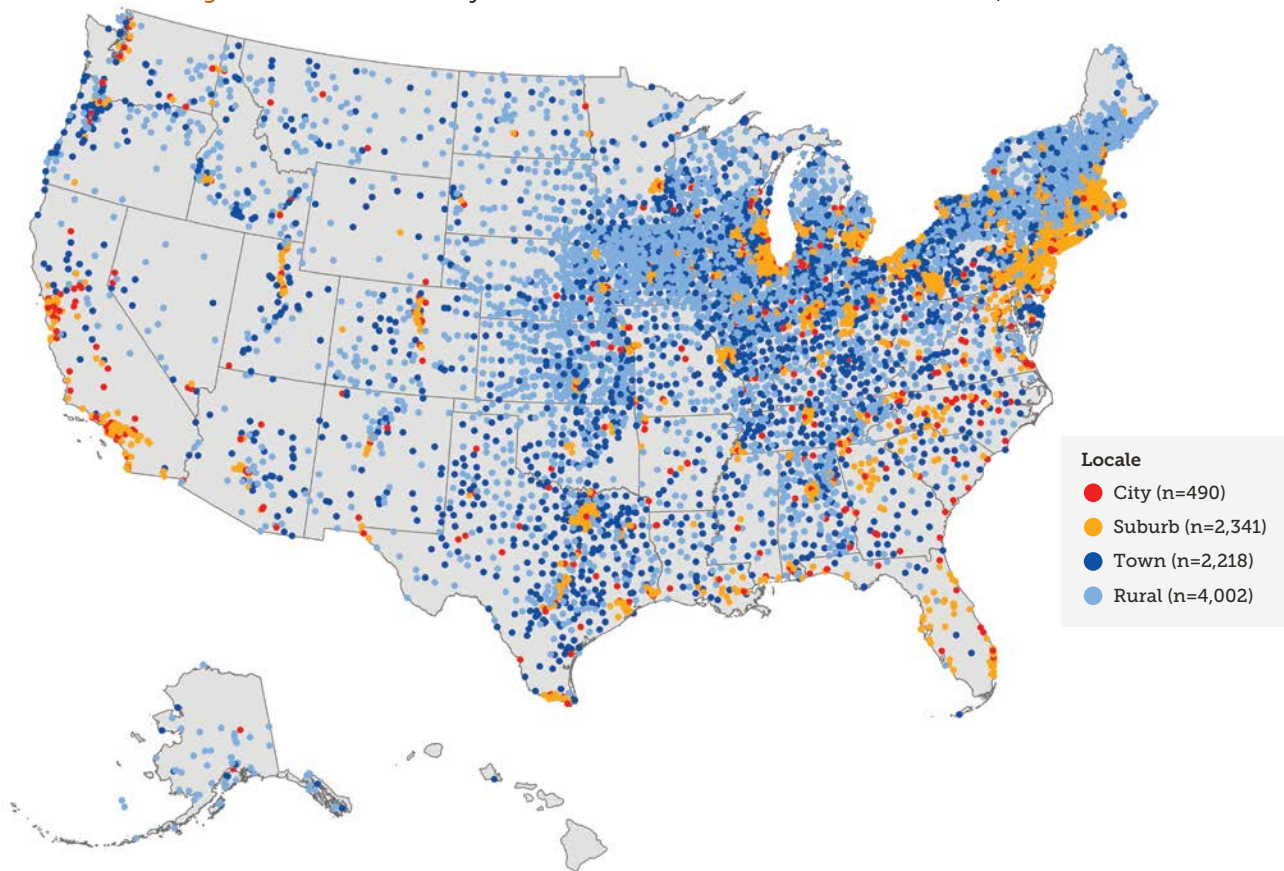 Locale
City (n=490)
Suburb (n=2,341)
Town (n=2,218)
Rural (n=4,002)